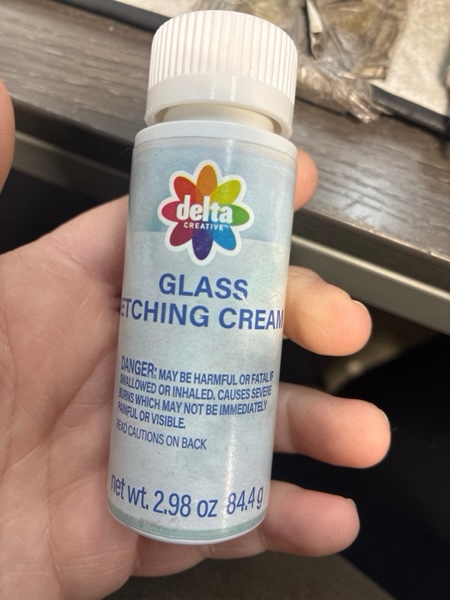 delta
CREATIVE™
GLASS
ETCHING CREAM
DANGER: MAY BE HARMFUL OR FATAL IF
SWALLOWED OR INHALED, CAUSES SEVERE
BURNS WHICH MAY NOT BE IMMEDIATELY
PAINFUL OR VISIBLE.
READ CAUTIONS ON BACK
net wt. 2.98 oz 84.4 g